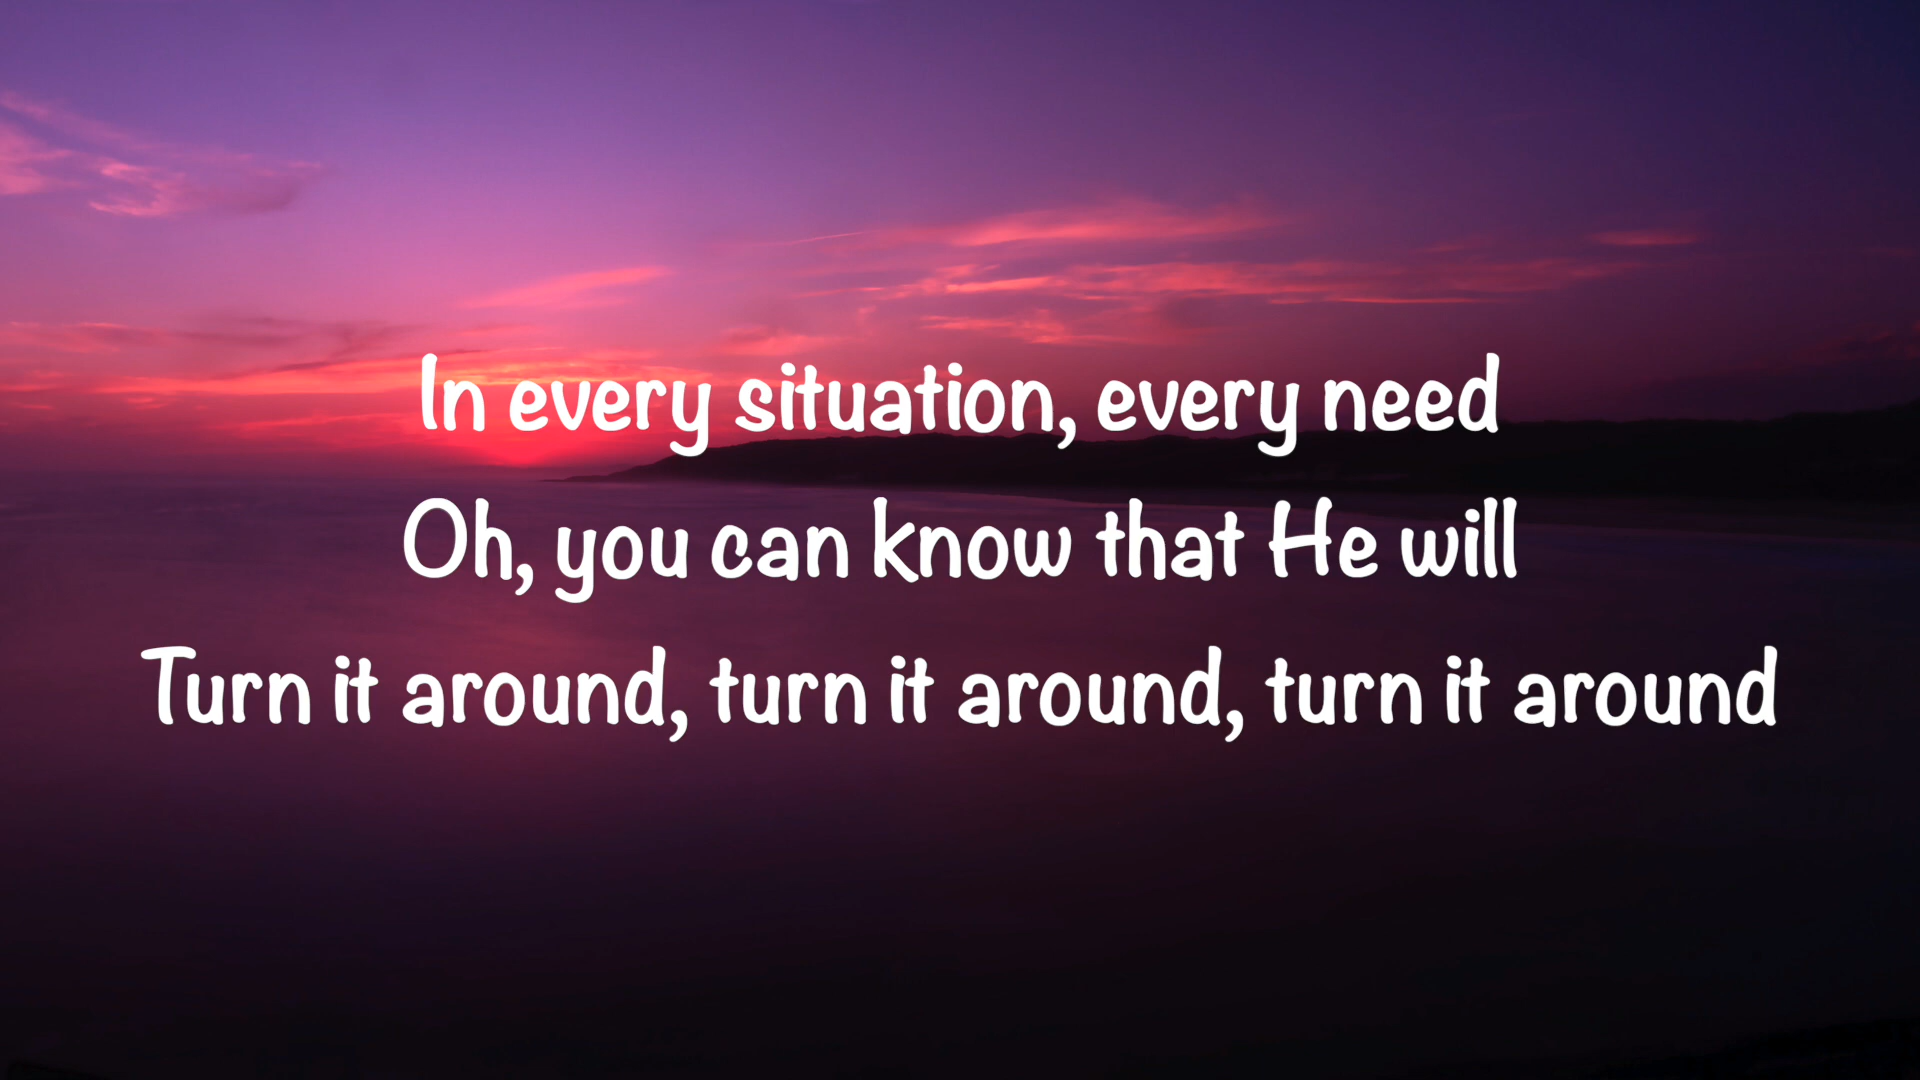 In every situation, every need
Oh, you can know that He will
Turn it around, turn it around, turn it around